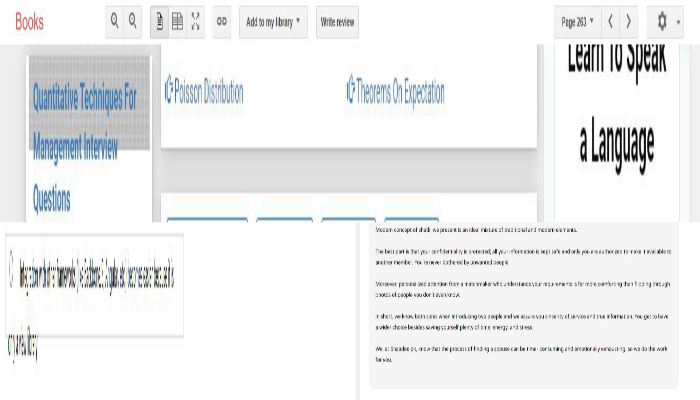 Books
Add to my library
Write review
Page 263
Quantitative Techniques For
Management Interview
Questions
Poisson Distribution
Theorems On Expectation
Learn To Speak
a Language
Modern concept of shadi, we present is an ideal mixture of traditional and modern elements.
The best part is that your confidentiality is protected; all your information is kept safe and only you are authorized to make it available to
another member. You're never bothered by unwanted people.
Moreover, personalized attention from a matchmaker who understands your requirements is far more comforting than flipping through
photos of people you don't even know.
In short, we know both sides when introducing two people and we assure you sincerity of service and true information. You get to have
a wider choice besides saving yourself plenty of time, energy, and stress.
We, at know that the process of finding a spouse can be time-consuming and emotionally exhausting, so we do the work
for you.